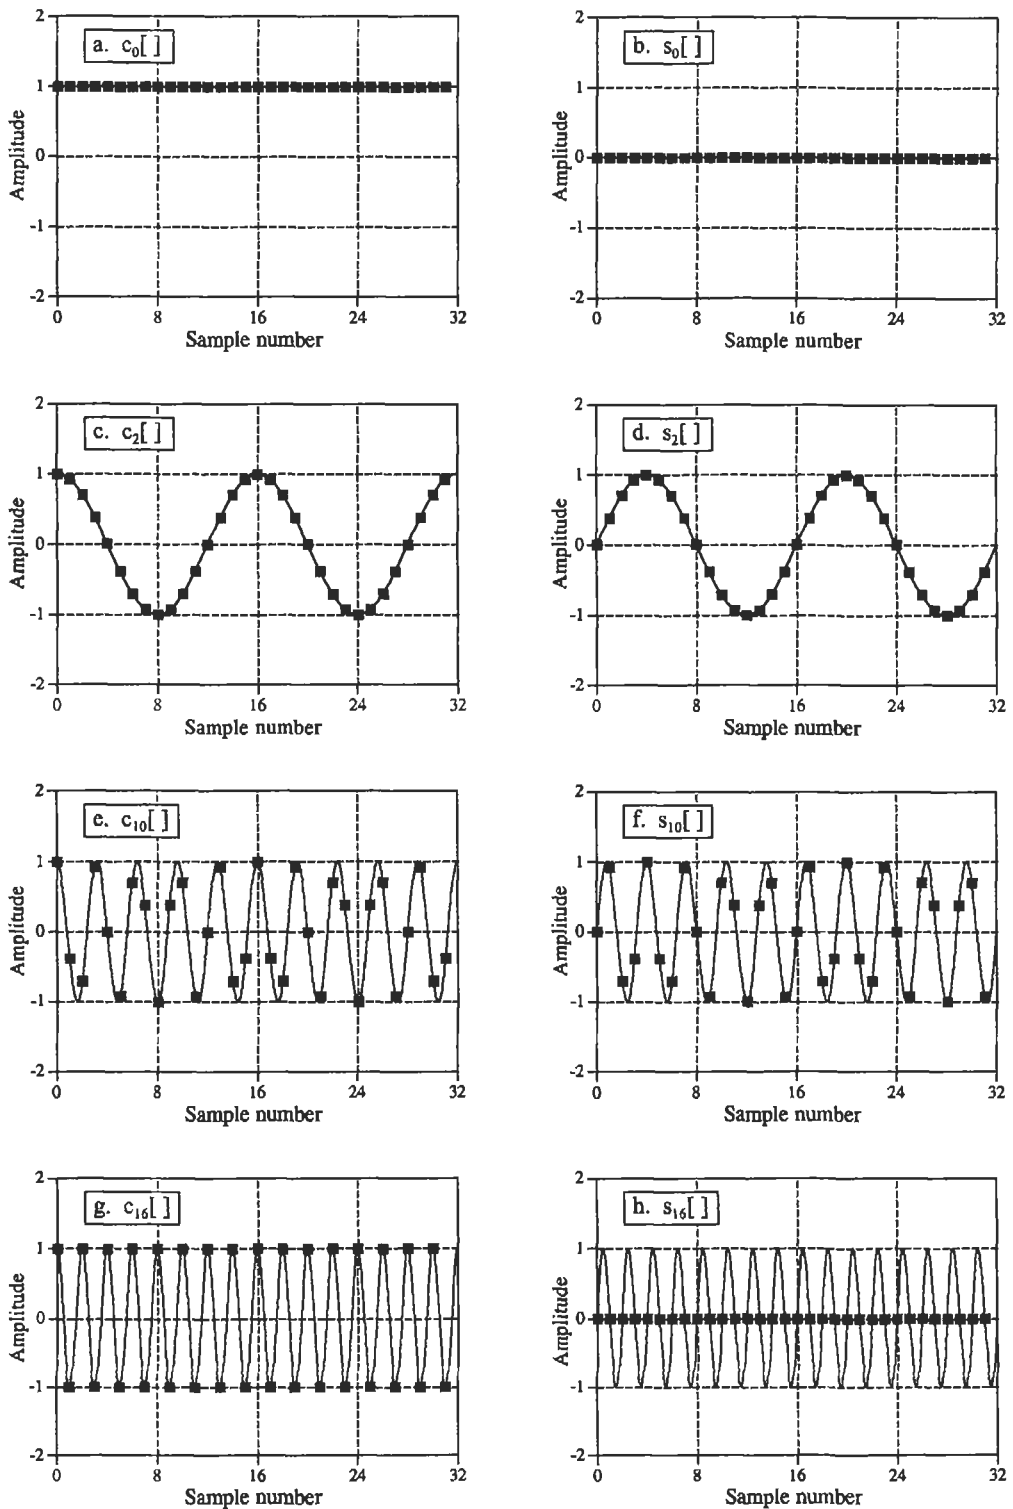 a. c0[ ]
2
1
0
-1
-2
Amplitude
0 8 16 24 32
Sample number
b. s0[ ]
2
1
0
-1
-2
Amplitude
0 8 16 24 32
Sample number
c. c2[ ]
2
1
0
-1
-2
Amplitude
0 8 16 24 32
Sample number
d. s2[ ]
2
1
0
-1
-2
Amplitude
0 8 16 24 32
Sample number
e. c10[ ]
2
1
0
-1
-2
Amplitude
0 8 16 24 32
Sample number
f. s10[ ]
2
1
0
-1
-2
Amplitude
0 8 16 24 32
Sample number
g. c16[ ]
2
1
0
-1
-2
Amplitude
0 8 16 24 32
Sample number
h. s16[ ]
2
1
0
-1
-2
Amplitude
0 8 16 24 32
Sample number